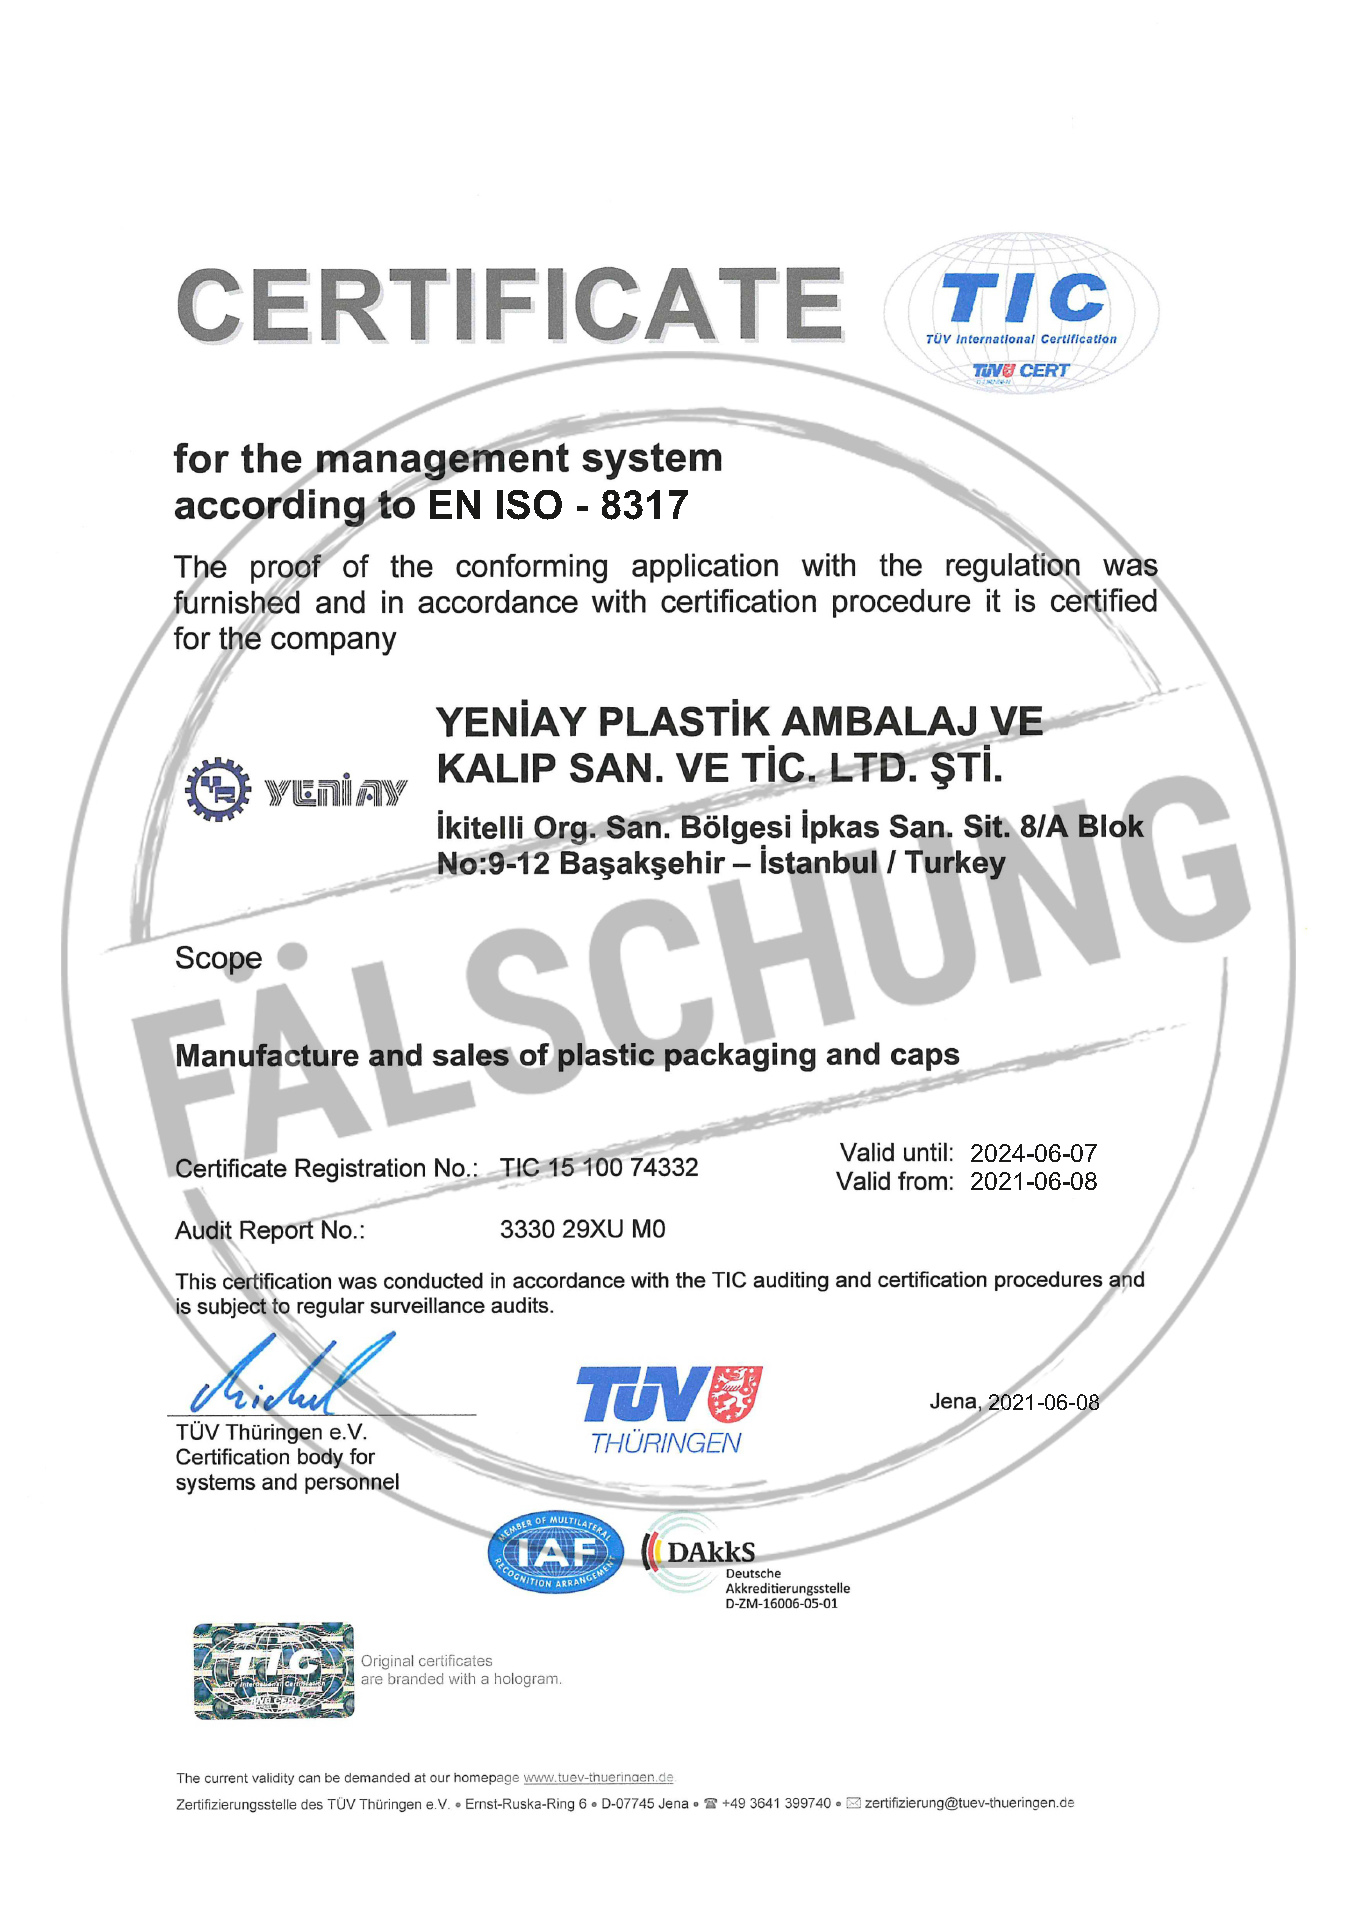 CERTIFICATE
TIC
TÜV International Certification
TÜV CERT
for the management system
according to EN ISO - 8317
The proof of the conforming application with the regulation was
furnished and in accordance with certification procedure it is certified
for the company
YENİAY PLASTİK AMBALAJ VE
KALIP SAN. VE TİC. LTD. ŞTİ.
YR YENİAY
İkitelli Org. San. Bölgesi İpkas San. Sit. 8/A Blok
No:9-12 Başakşehir – İstanbul / Turkey
FÄLSCHUNG
Scope
Manufacture and sales of plastic packaging and caps
Certificate Registration No.: TIC 15 100 74332
Valid until: 2024-06-07
Valid from: 2021-06-08
Audit Report No.: 3330 29XU M0
This certification was conducted in accordance with the TIC auditing and certification procedures and
is subject to regular surveillance audits.
TÜV
THÜRINGEN
Jena, 2021-06-08
TÜV Thüringen e.V.
Certification body for
systems and personnel
MEMBER OF MULTILATERAL
IAF
RECOGNITION ARRANGEMENT
DAkkS
Deutsche
Akkreditierungsstelle
D-ZM-16006-05-01
TIC
TÜV International Certification
TÜV CERT
Original certificates
are branded with a hologram.
The current validity can be demanded at our homepage www.tuev-thueringen.de
Zertifizierungsstelle des TÜV Thüringen e.V. • Ernst-Ruska-Ring 6 • D-07745 Jena • ☎ +49 3641 399740 • ✉ zertifizierung@tuev-thueringen.de